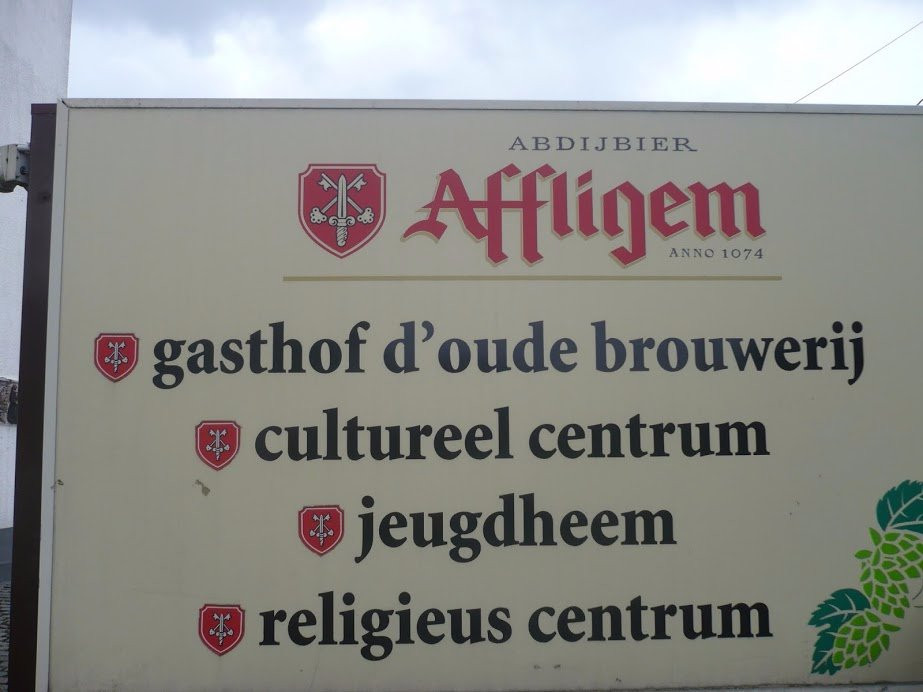 ABDIJBIER
Affligem
ANNO 1074
gasthof d'oude brouwerij
cultureel centrum
jeugdheem
religieus centrum